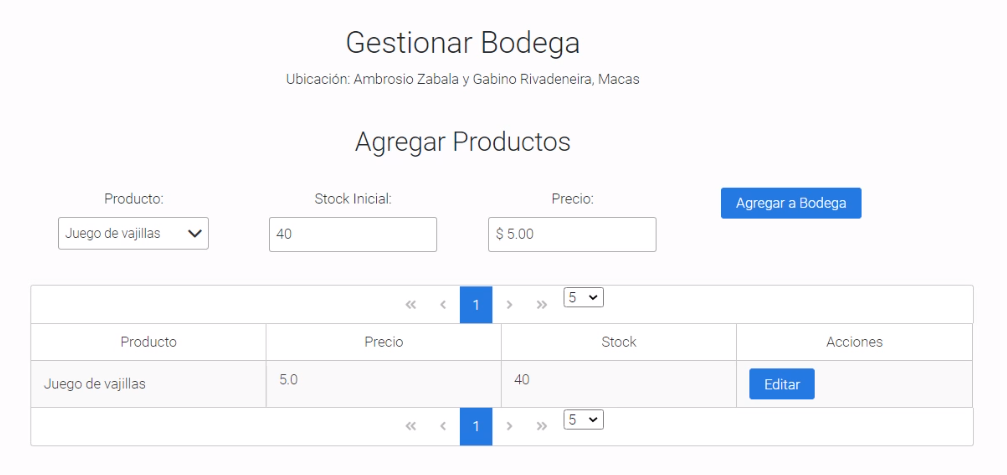 Gestionar Bodega
Ubicación: Ambrosio Zabala y Gabino Rivadeneira, Macas
Agregar Productos
Producto: Stock Inicial: Precio: Agregar a Bodega
Juego de vajillas 40 $ 5.00
« ‹ 1 › » 5
Producto Precio Stock Acciones
Juego de vajillas 5.0 40 Editar
« ‹ 1 › » 5